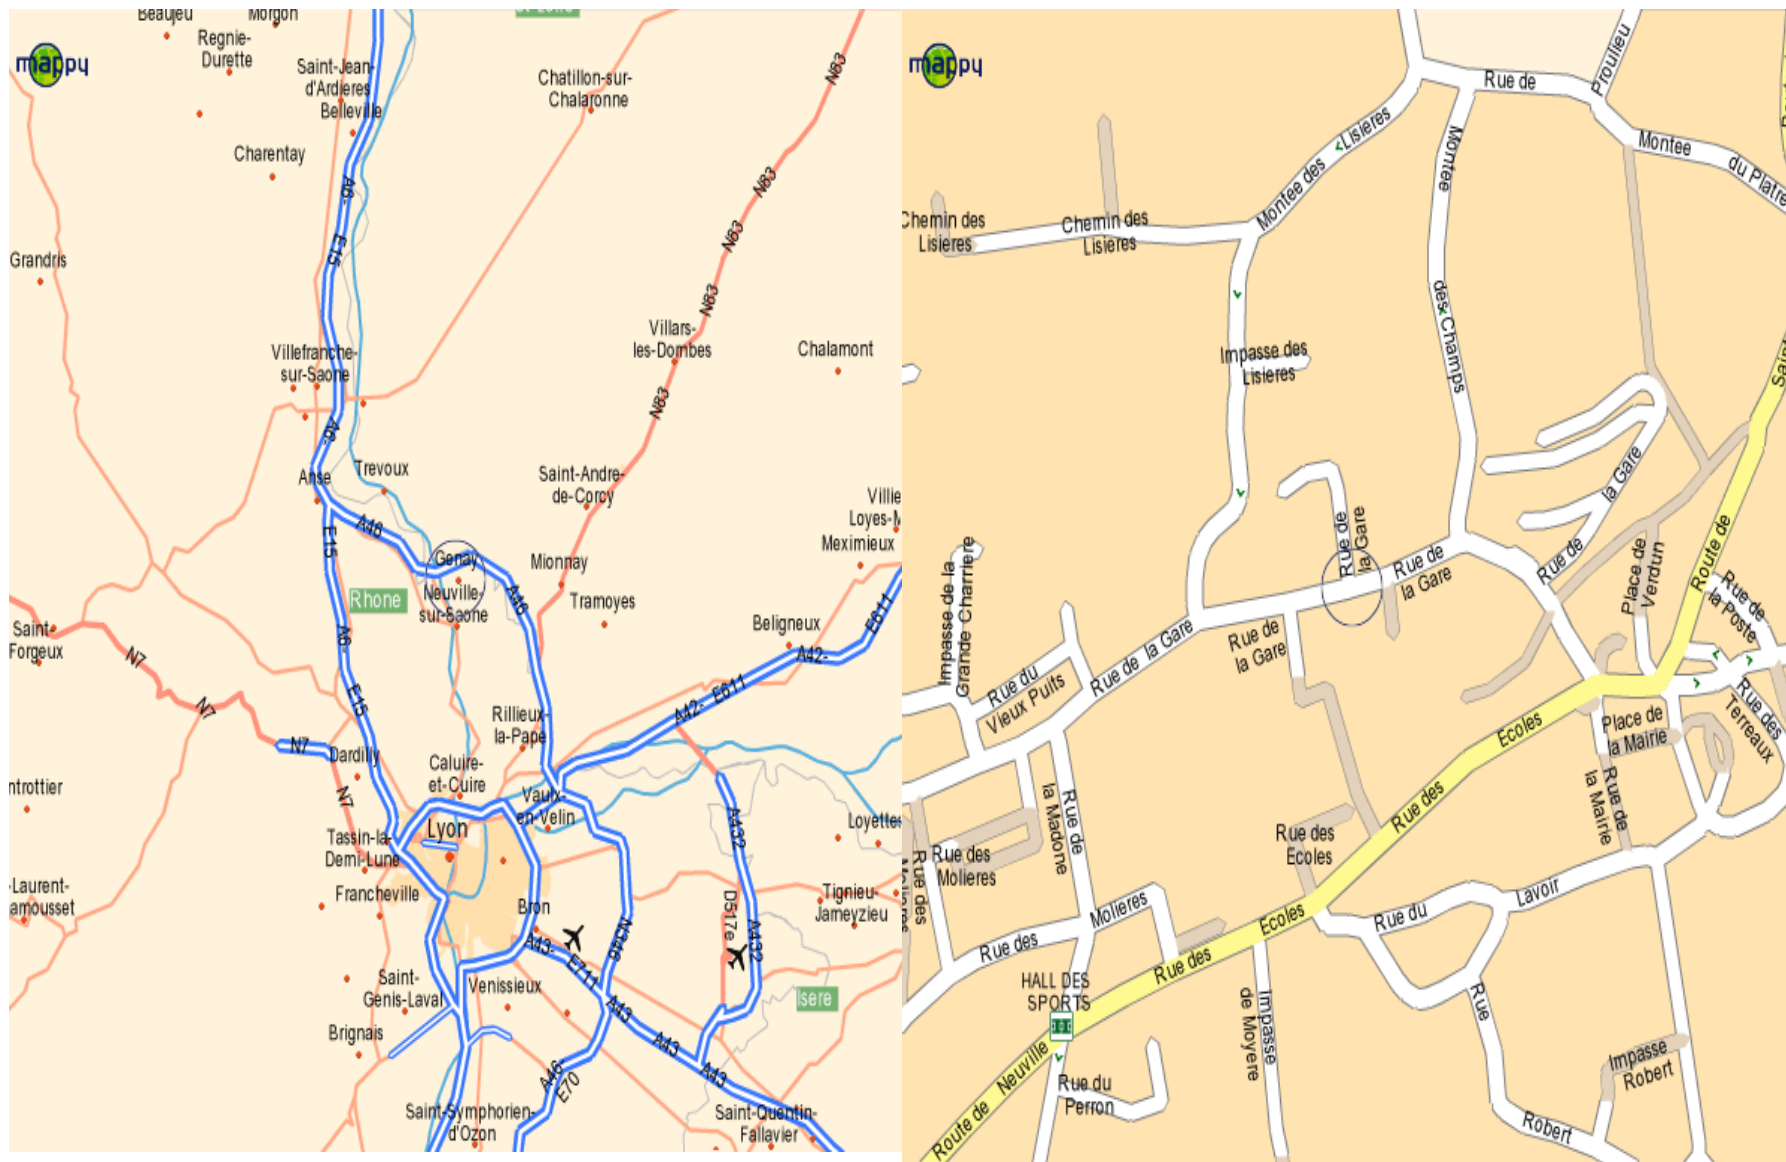 Beaujeu
Morgon
mappy
Regnie-
Durette
Saint-Jean-
d'Ardieres
Belleville
Chatillon-sur-
Chalaronne
N83
Charentay
A6-
N83
N83
E15
Grandris
N83
Villefranche-
sur-Saone
Villars-
les-Dombes
Chalamont
N83
A6-
Anse
Trevoux
Saint-Andre-
de-Corcy
A46
E15
Meximieux
Genay
Mionnay
Neuville-
sur-Saone
A46
Rhone
Tramoyes
Beligneux
E611
Saint-
Forgeux
A6-
N7
A42-
E15
N7
A42-
E611
Rillieux-
la-Pape
N7
Dardilly
Caluire-
et-Cuire
N7
Vaulx-
en-Velin
A432
Lyon
Tassin-la-
Demi-Lune
Francheville
Bron
D517e
Tignieu-
Jameyzieu
A43-
E711
N346
A432
Saint-
Genis-Laval
Venissieux
Isere
A43
Brignais
A43
A43
A46-
E70
Saint-Symphorien-
d'Ozon
Saint-Quentin-
Fallavier
mappy
Rue de
Proulieu
Montee des
Lisieres
Montee
des Champs
Montee
du Platre
Chemin des
Lisieres
Chemin des
Lisieres
Impasse des
Lisieres
Rue de
la Gare
Rue de
la Gare
Rue de
la Gare
Rue de
la Gare
Rue de la Gare
Place de
Verdun
Route de
Saint
Rue de
la Poste
Impasse de la
Grande Charriere
Rue du
Vieux Puits
Place de
la Mairie
Rue des
Terreaux
Rue de
la Mairie
Rue des
Ecoles
Rue de
la Madone
Rue des
Ecoles
Rue des
Molieres
Rue des
Molieres
Rue des
Molieres
Rue des
Ecoles
Rue du
Lavoir
HALL DES
SPORTS
Impasse
de Moyere
Rue
Robert
Impasse
Robert
Rue du
Perron
Route de
Neuville